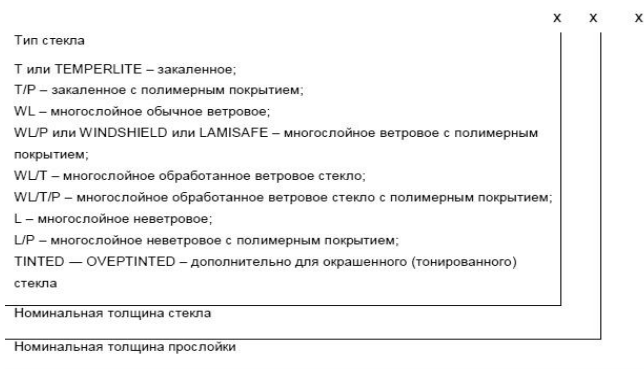 x x x
Тип стекла
T или TEMPERLITE – закаленное;
T/P – закаленное с полимерным покрытием;
WL – многослойное обычное ветровое;
WL/P или WINDSHIELD или LAMISAFE – многослойное ветровое с полимерным
покрытием;
WL/T – многослойное обработанное ветровое стекло;
WL/T/P – многослойное обработанное ветровое стекло с полимерным покрытием;
L – многослойное неветровое;
L/P – многослойное неветровое с полимерным покрытием;
TINTED — OVEPTINTED – дополнительно для окрашенного (тонированного)
стекла
Номинальная толщина стекла
Номинальная толщина прослойки